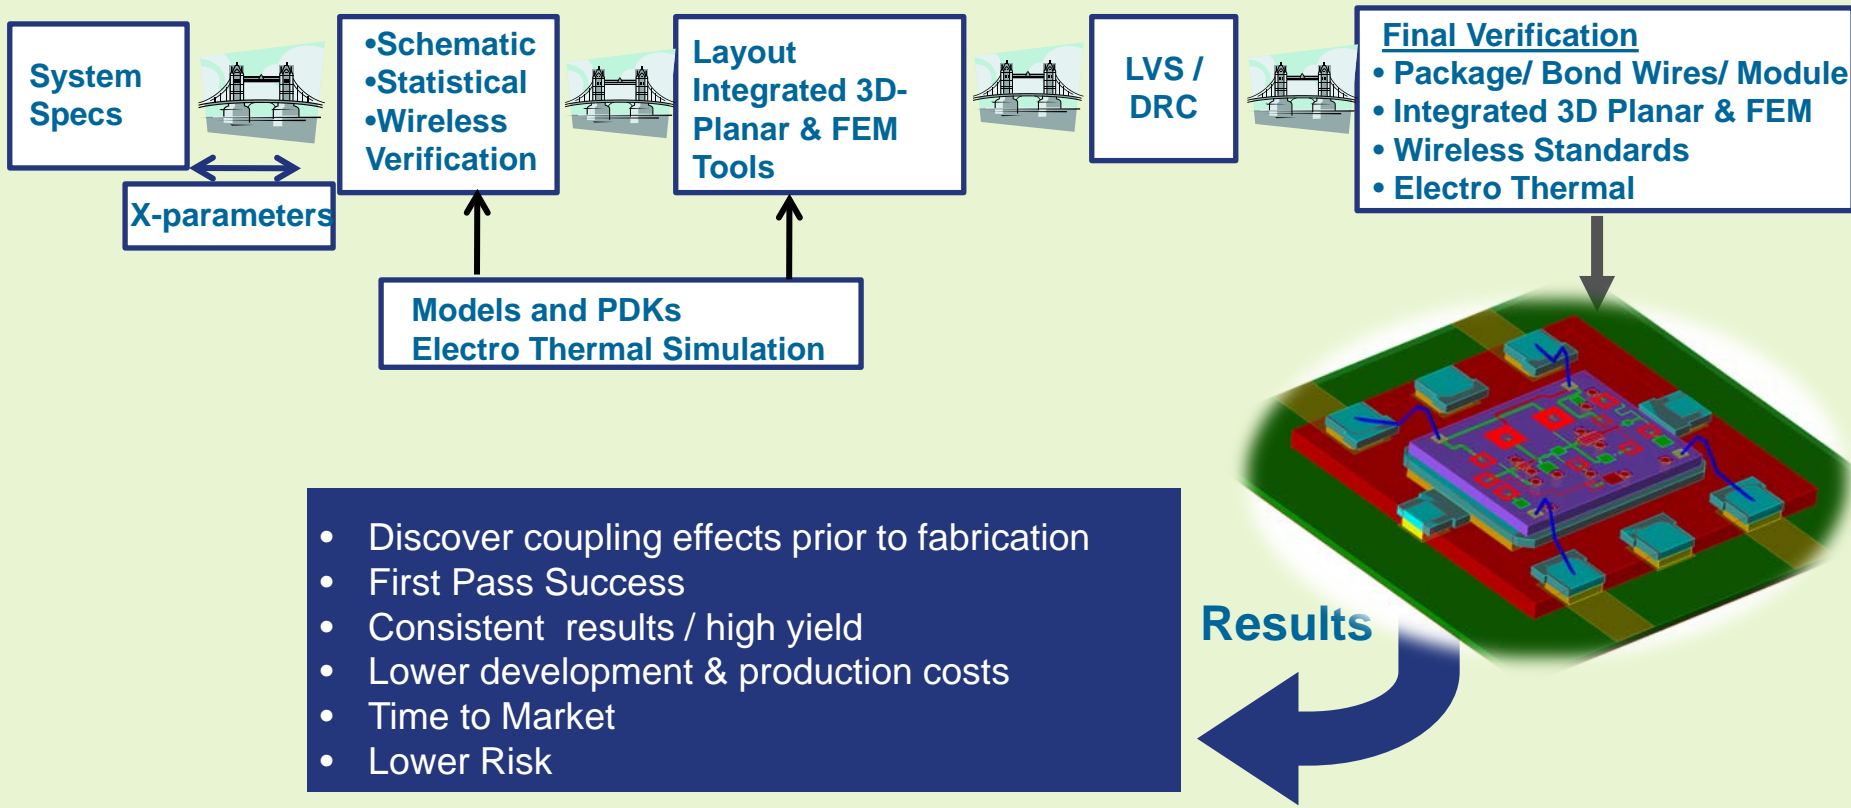 System
Specs
X-parameters
•Schematic
•Statistical
•Wireless
Verification
Layout
Integrated 3D-
Planar & FEM
Tools
LVS /
DRC
Final Verification
• Package/ Bond Wires/ Module
• Integrated 3D Planar & FEM
• Wireless Standards
• Electro Thermal
Models and PDKs
Electro Thermal Simulation
Results
• Discover coupling effects prior to fabrication
• First Pass Success
• Consistent  results / high yield
• Lower development & production costs
• Time to Market
• Lower Risk